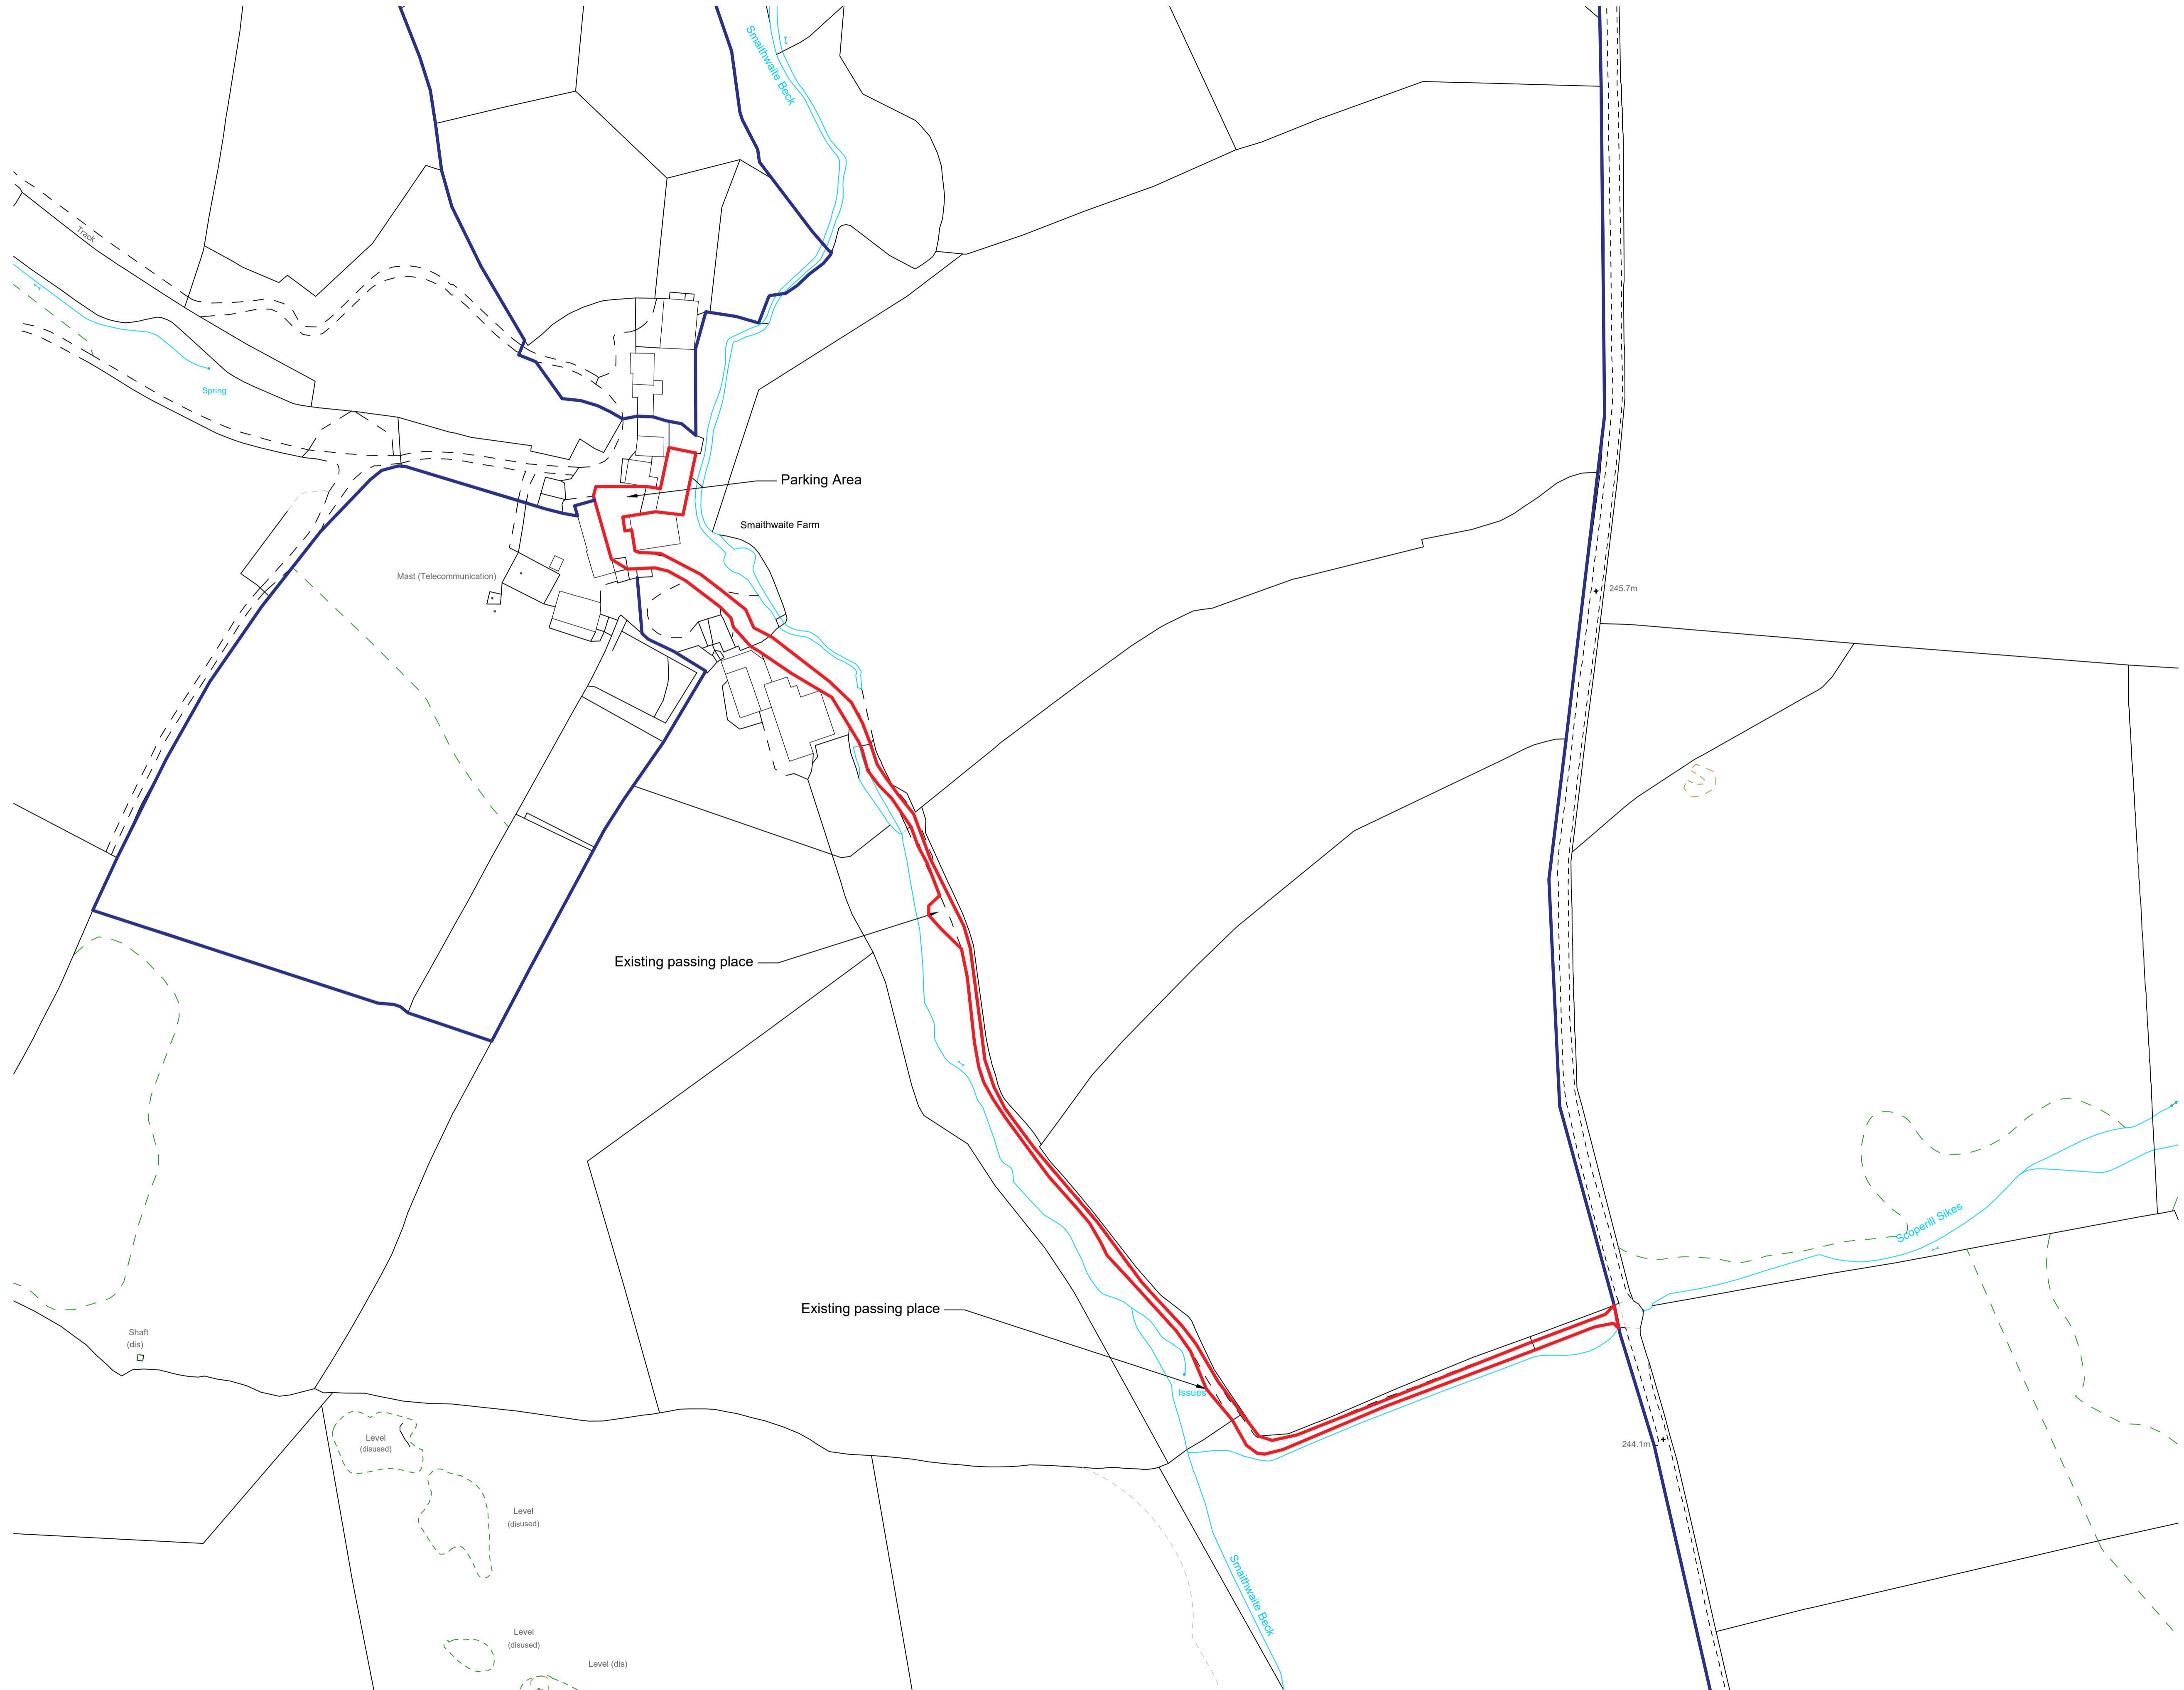 Smaithwaite Beck
Track
Spring
Parking Area
Smaithwaite Farm
Mast (Telecommunication)
245.7m
Existing passing place
Scoperill Sikes
Existing passing place
Shaft
(dis)
Issues
Level
(disused)
244.1m
Level
(disused)
Smaithwaite Beck
Level
(disused)
Level (dis)